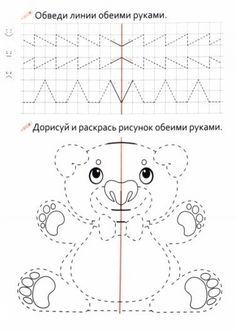 Обведи линии обеими руками.
Дорисуй и раскрась рисунок обеими руками.